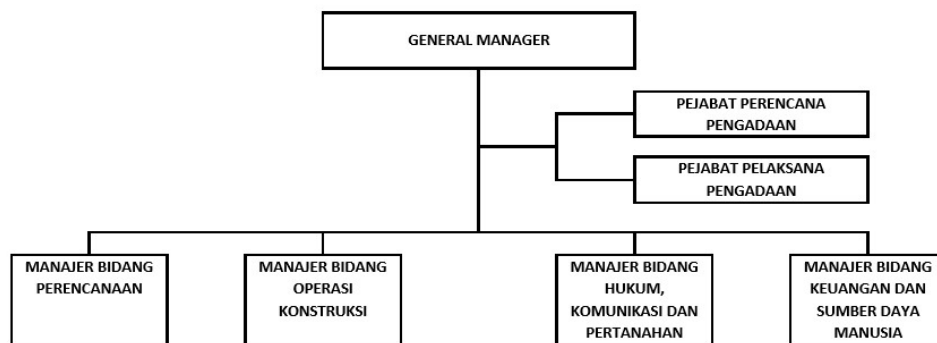 GENERAL MANAGER
PEJABAT PERENCANA
PENGADAAN
PEJABAT PELAKSANA
PENGADAAN
MANAJER BIDANG
PERENCANAAN
MANAJER BIDANG
OPERASI
KONSTRUKSI
MANAJER BIDANG
HUKUM,
KOMUNIKASI DAN
PERTANAHAN
MANAJER BIDANG
KEUANGAN DAN
SUMBER DAYA
MANUSIA